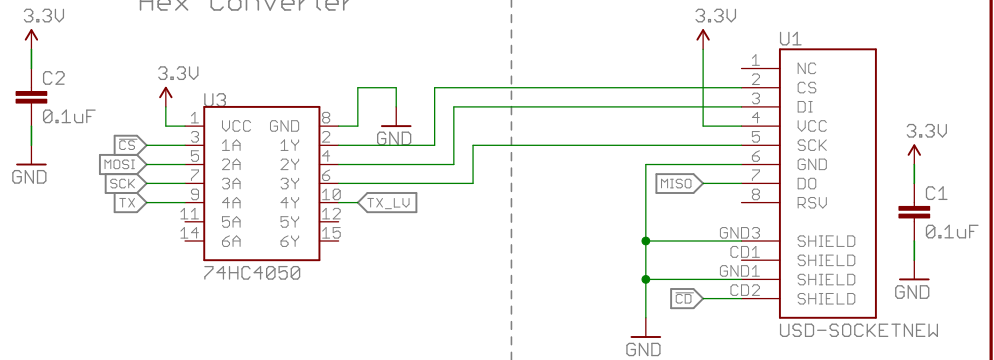 Hex Converter
3.3V
C2
0.1uF
GND
3.3V
U3
1 VCC GND 8
3 1A 1Y 2
5 2A 2Y 4
7 3A 3Y 6
9 4A 4Y 10
11 5A 5Y 12
14 6A 6Y 15
74HC4050
CS
MOSI
SCK
TX
GND
TX_LV
3.3V
U1
1 NC
2 CS
3 DI
4 VCC
5 SCK
6 GND
7 DO
8 RSV
GND3 SHIELD
CD1 SHIELD
GND1 SHIELD
CD2 SHIELD
USD-SOCKETNEW
MISO
CD
GND
3.3V
C1
0.1uF
GND